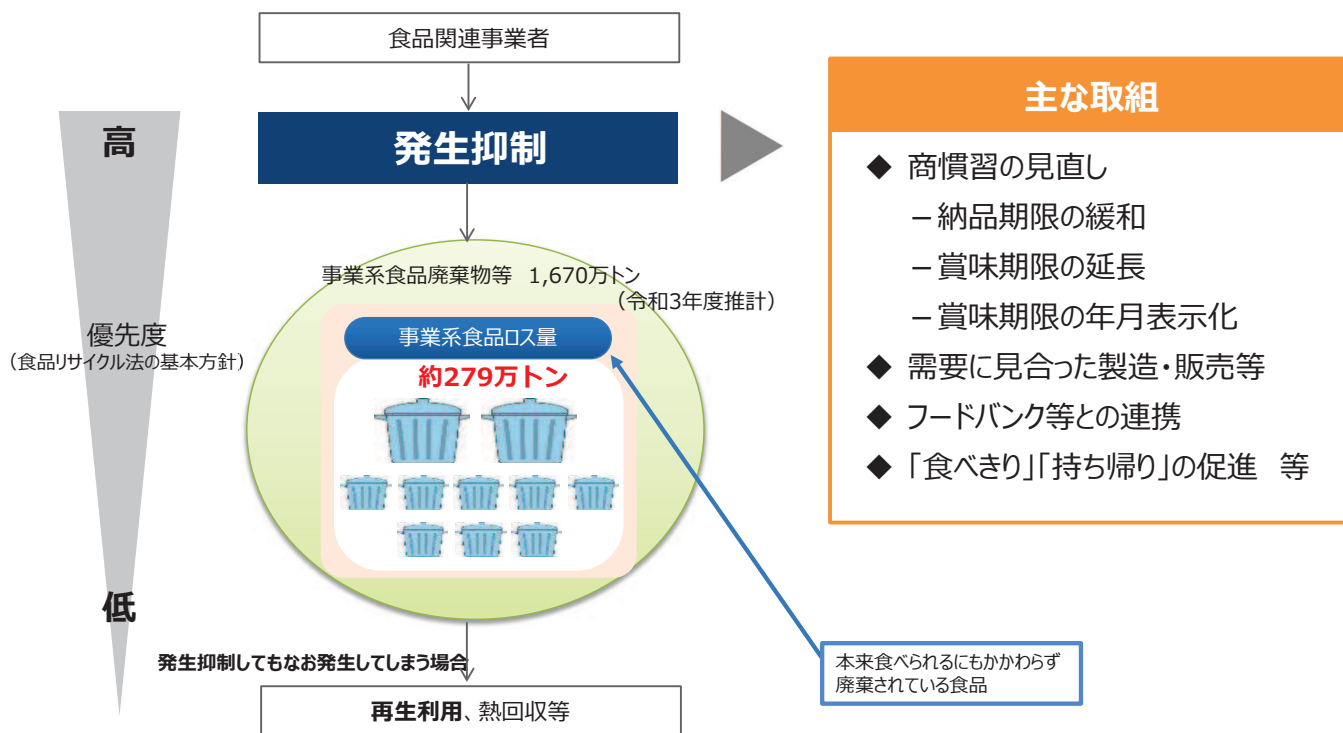 食品関連事業者
高
発生抑制
事業系食品廃棄物等 1,670万トン
（令和3年度推計）
事業系食品ロス量
約279万トン
優先度
（食品リサイクル法の基本方針）
低
発生抑制してもなお発生してしまう場合
再生利用、熱回収等
本来食べられるにもかかわらず
廃棄されている食品
主な取組
◆ 商慣習の見直し
－納品期限の緩和
－賞味期限の延長
－賞味期限の年月表示化
◆ 需要に見合った製造・販売等
◆ フードバンク等との連携
◆ 「食べきり」「持ち帰り」の促進 等